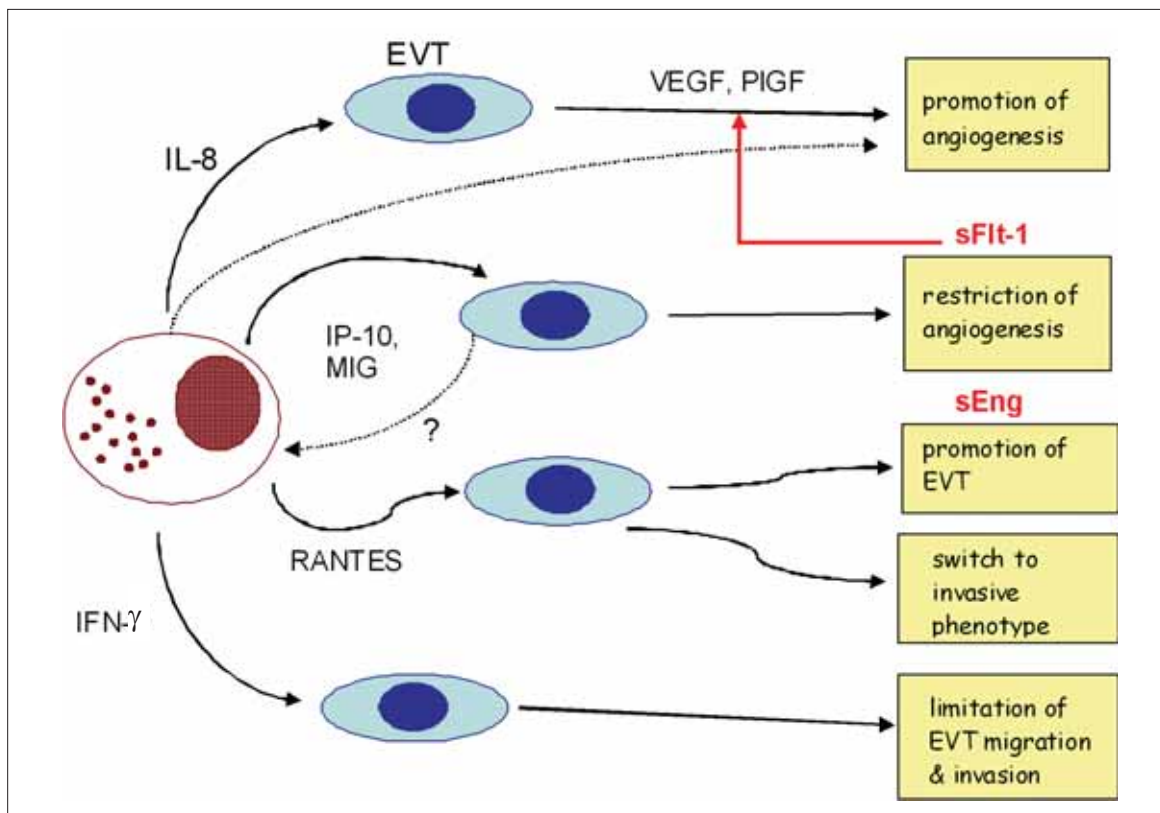 EVT
VEGF, PlGF
promotion of
angiogenesis
IL-8
sFlt-1
restriction of
angiogenesis
IP-10,
MIG
?
sEng
promotion of
EVT
RANTES
switch to
invasive
phenotype
IFN-γ
limitation of
EVT migration
& invasion